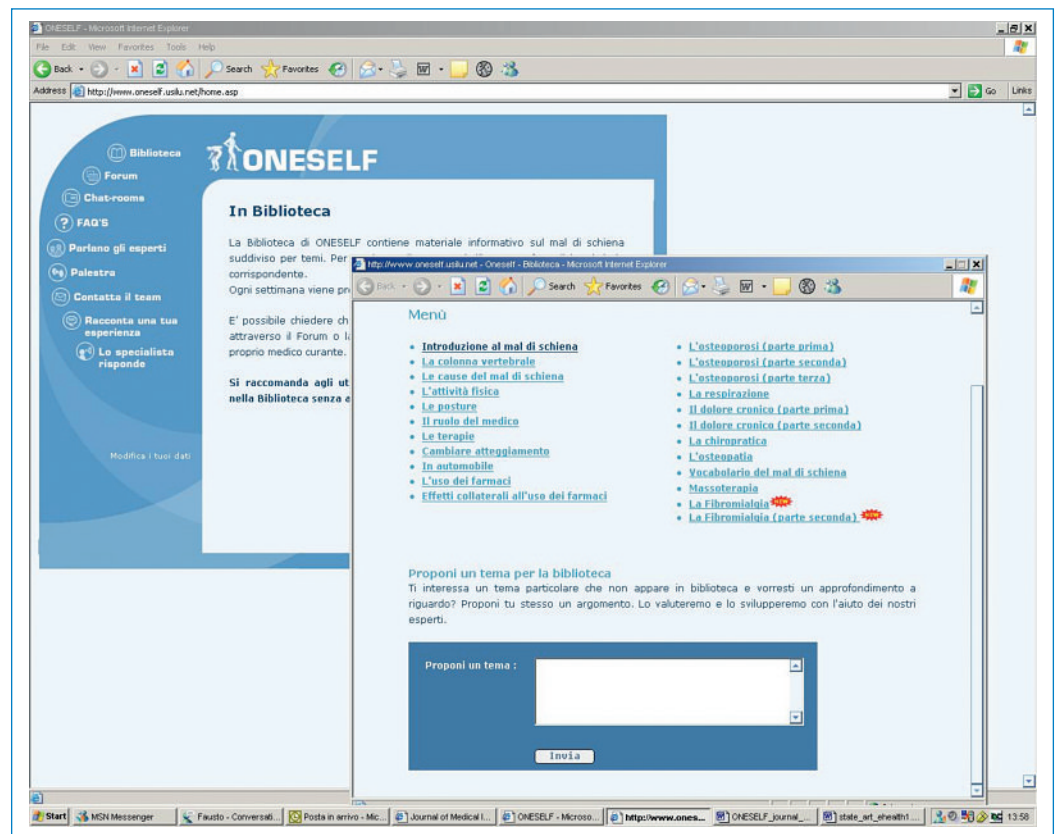 ONESELF - Microsoft Internet Explorer
File Edit View Favorites Tools Help
Back Search Favorites
Address http://www.oneself.usilu.net/home.asp Go Links
Biblioteca
Forum
Chat-rooms
FAQ'S
Parlano gli esperti
Palestra
Contatta il team
Racconta una tua
esperienza
Lo specialista
risponde
Modifica i tuoi dati
ONESELF
In Biblioteca
La Biblioteca di ONESELF contiene materiale informativo sul mal di schiena
suddiviso per temi. Per
corrispondente.
Ogni settimana viene
E' possibile chiedere
attraverso il Forum o
proprio medico curante.
Si raccomanda agli
nella Biblioteca senza
http://www.oneself.usilu.net - Oneself - Biblioteca - Microsoft Internet Explorer
Back Search Favorites
Menù
Introduzione al mal di schiena
La colonna vertebrale
Le cause del mal di schiena
L'attività fisica
Le posture
Il ruolo del medico
Le terapie
Cambiare atteggiamento
In automobile
L'uso dei farmaci
Effetti collaterali all'uso dei farmaci
L'osteoporosi (parte prima)
L'osteoporosi (parte seconda)
L'osteoporosi (parte terza)
La respirazione
Il dolore cronico (parte prima)
Il dolore cronico (parte seconda)
La chiropratica
L'osteopatia
Vocabolario del mal di schiena
Massoterapia
La Fibromialgia NEW
La Fibromialgia (parte seconda) NEW
Proponi un tema per la biblioteca
Ti interessa un tema particolare che non appare in biblioteca e vorresti un approfondimento a
riguardo? Proponi tu stesso un argomento. Lo valuteremo e lo svilupperemo con l'aiuto dei nostri
esperti.
Proponi un tema :
Invia
Start MSN Messenger Fausto - Conversati... Posta in arrivo - Mic... Journal of Medical I... ONESELF - Microso... http://www.ones... ONESELF_journal_... state_art_ehealth1... 13:58